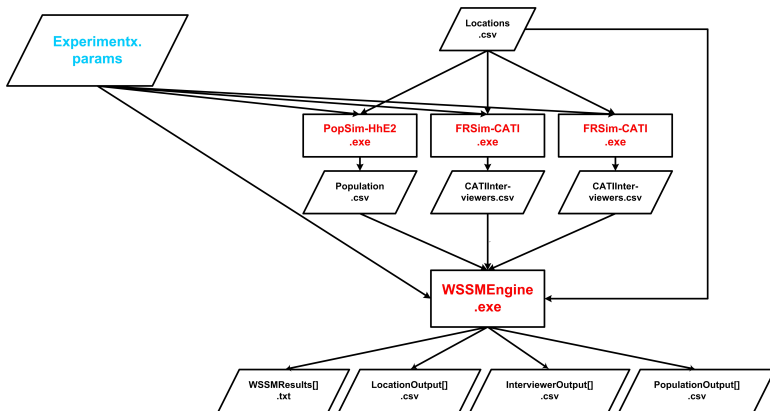 Experimentx.
params
Locations
.csv
PopSim-HhE2
.exe
FRSim-CATI
.exe
FRSim-CATI
.exe
Population
.csv
CATIInter-
viewers.csv
CATIInter-
viewers.csv
WSSMEngine
.exe
WSSMResults[]
.txt
LocationOutput[]
.csv
InterviewerOutput[]
.csv
PopulationOutput[]
.csv